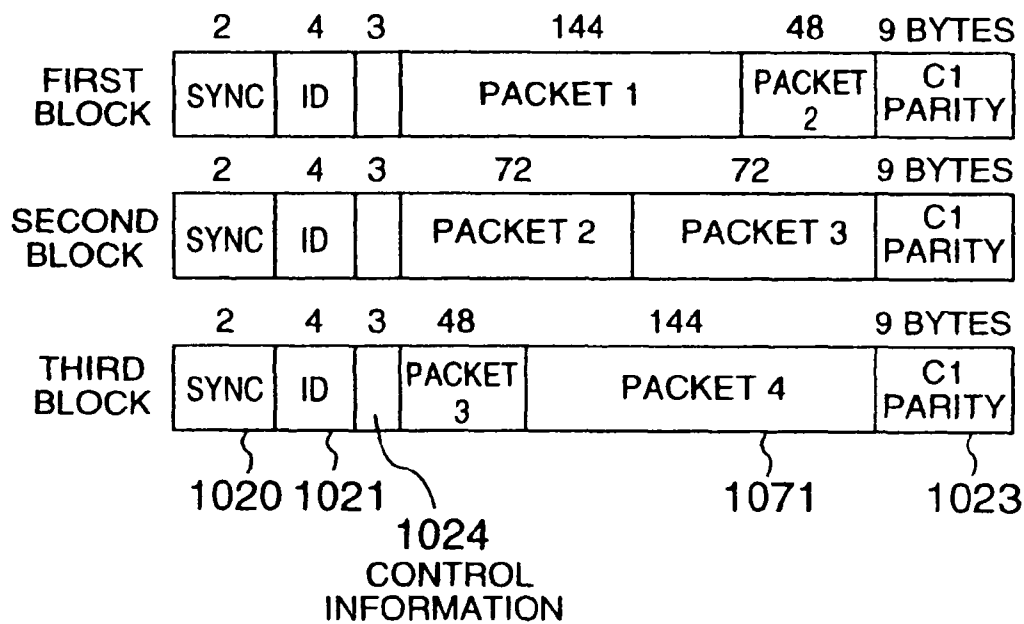 2 4 3 144 48 9 BYTES
FIRST BLOCK SYNC ID PACKET 1 PACKET 2 C1 PARITY
2 4 3 72 72 9 BYTES
SECOND BLOCK SYNC ID PACKET 2 PACKET 3 C1 PARITY
2 4 3 48 144 9 BYTES
THIRD BLOCK SYNC ID PACKET 3 PACKET 4 C1 PARITY
1020 1021 1071 1023
1024
CONTROL
INFORMATION